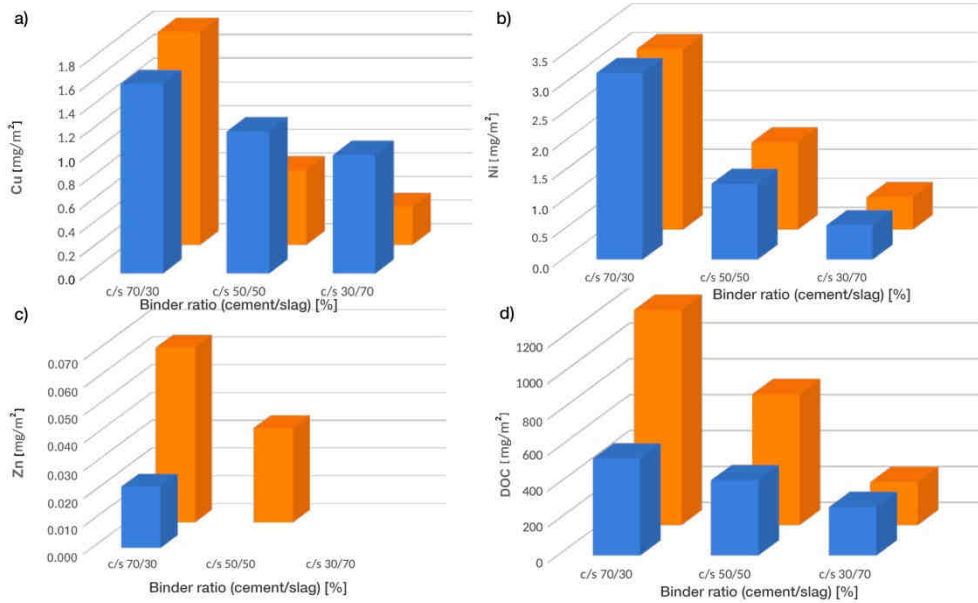 a)
1.8
1.6
1.4
1.2
1.0
0.8
0.6
0.4
0.2
0.0
Cu [mg/m²]
c/s 70/30 c/s 50/50 c/s 30/70
Binder ratio (cement/slag) [%]
b)
3.5
3.0
2.5
2.0
1.5
1.0
0.5
0.0
Ni [mg/m²]
c/s 70/30 c/s 50/50 c/s 30/70
Binder ratio (cement/slag) [%]
c)
0.070
0.060
0.050
0.040
0.030
0.020
0.010
0.000
Zn [mg/m²]
c/s 70/30 c/s 50/50 c/s 30/70
Binder ratio (cement/slag) [%]
d)
1200
1000
800
600
400
200
0
DOC [mg/m²]
c/s 70/30 c/s 50/50 c/s 30/70
Binder ratio (cement/slag) [%]